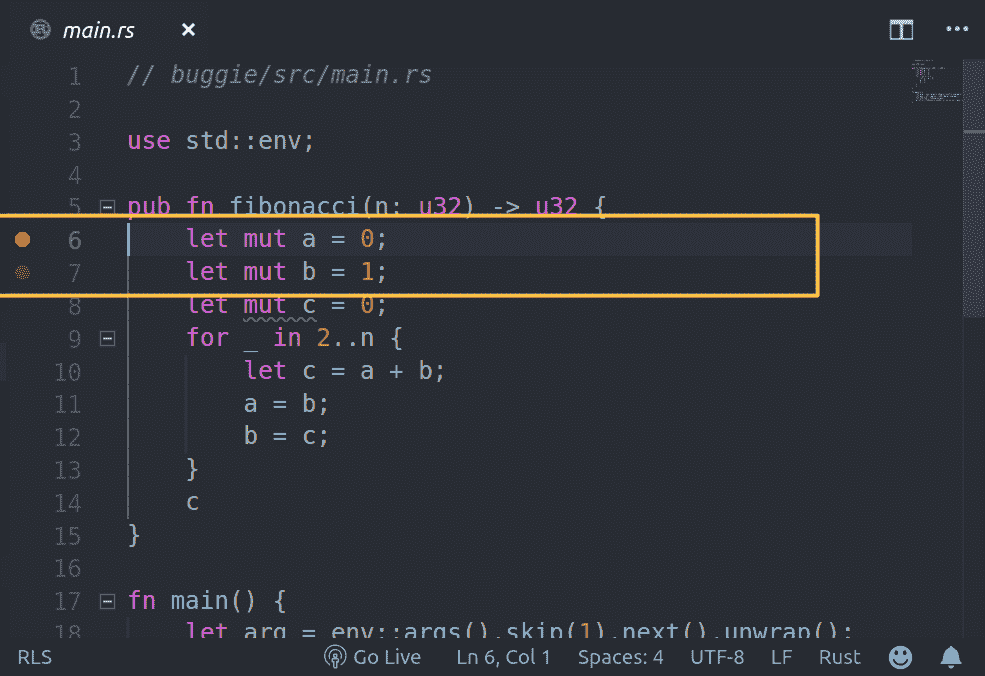 main.rs
1 // buggie/src/main.rs
2
3 use std::env;
4
5 pub fn fibonacci(n: u32) -> u32 {
6 let mut a = 0;
7 let mut b = 1;
8 let mut c = 0;
9 for _ in 2..n {
10 let c = a + b;
11 a = b;
12 b = c;
13 }
14 c
15 }
16
17 fn main() {
18 let arg = env::args().skip(1).next().unwrap();
RLS Go Live Ln 6, Col 1 Spaces: 4 UTF-8 LF Rust